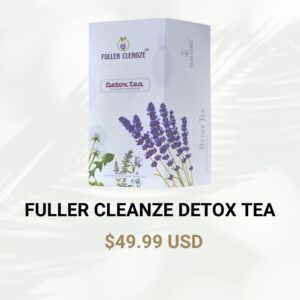 FULLER CLEANZE
Detox Tea
DETOX TEA
FULLER CLEANZE DETOX TEA
$49.99 USD